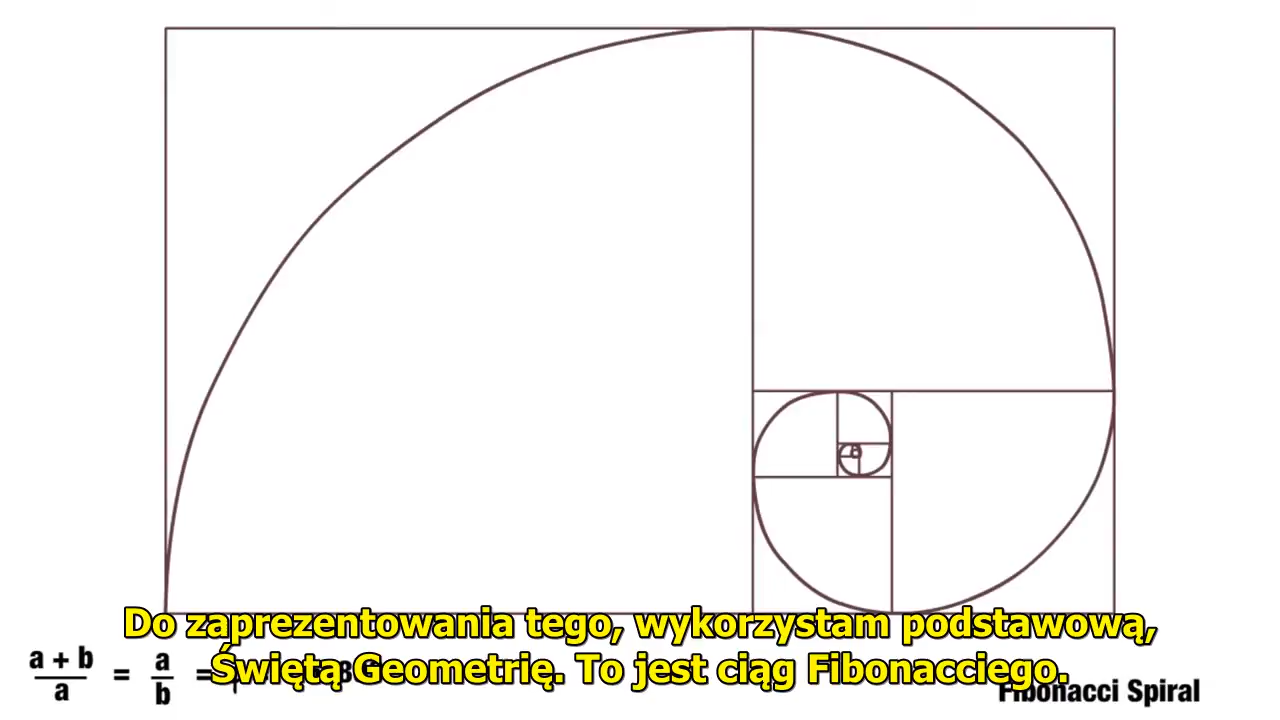 Do zaprezentowania tego, wykorzystam podstawową,
Świętą Geometrię. To jest ciąg Fibonacciego.
a + b
a
=
a
b
=
Fibonacci Spiral